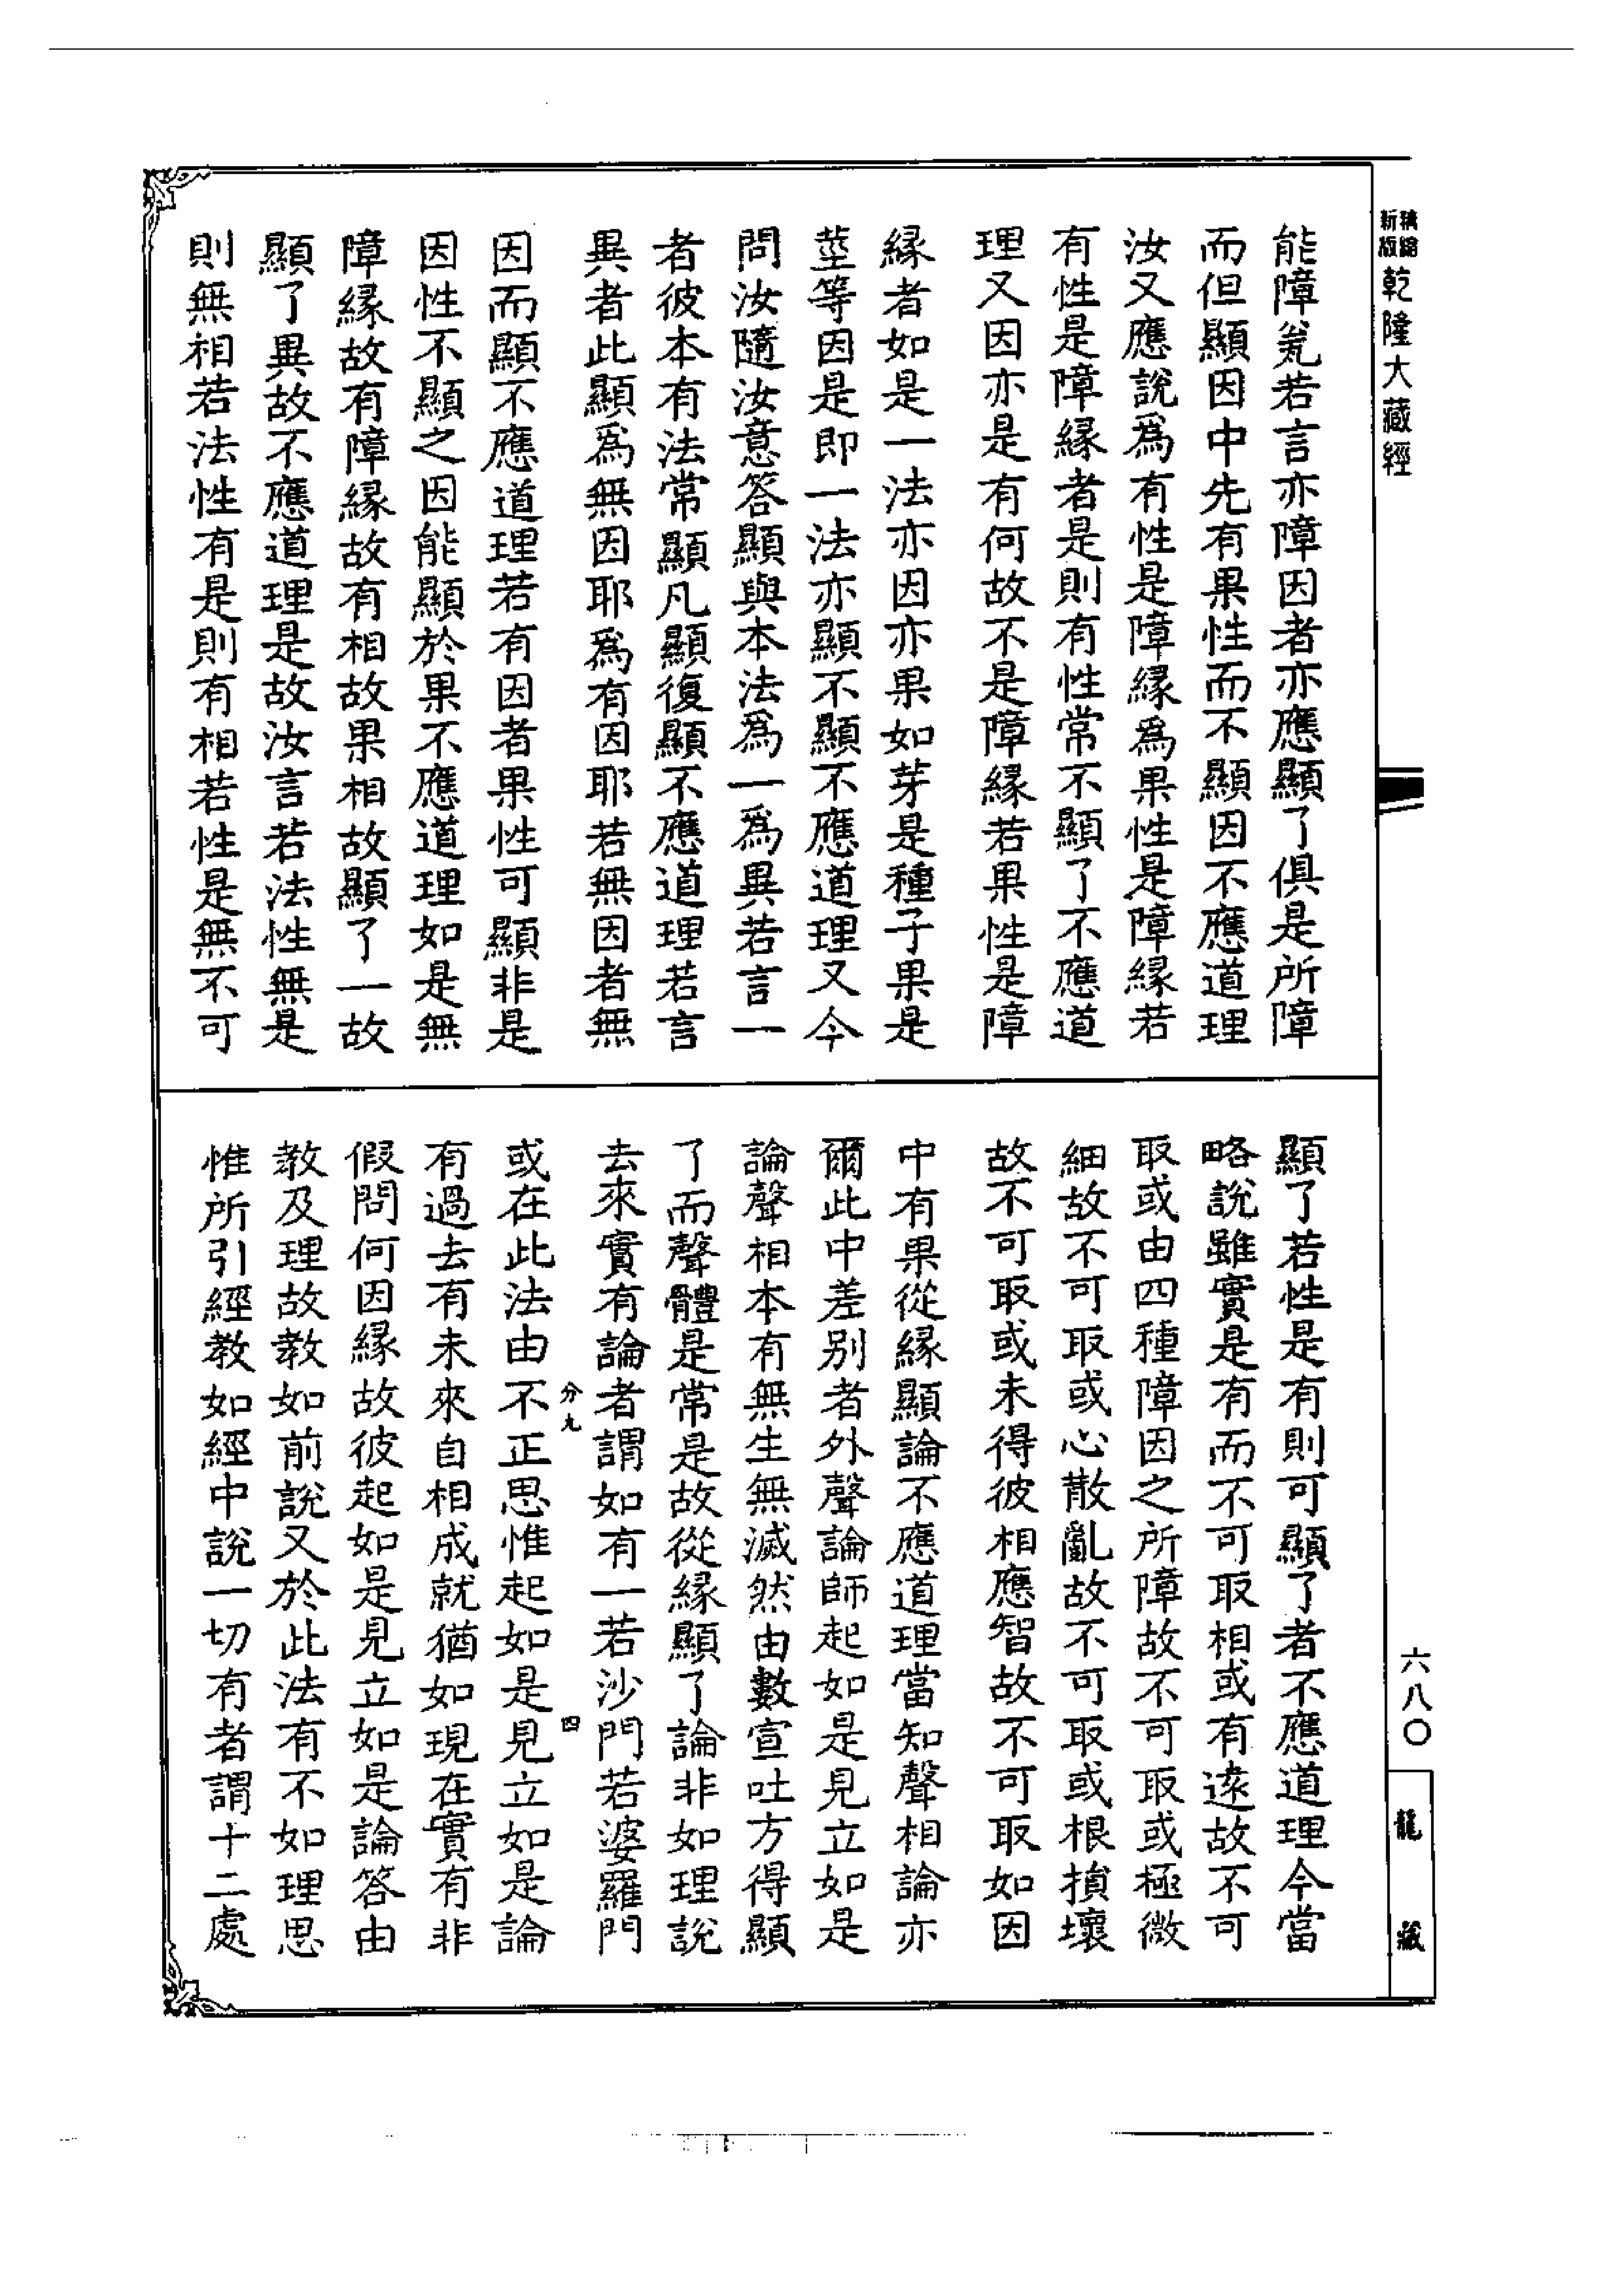 新版精縮乾隆大藏經
能障瓮若言亦障因者亦應顯了俱是所障
而但顯因中先有果性而不顯因不應道理
汝又應說為有性是障緣為果性是障緣若
有性是障緣者是則有性常不顯了不應道
理又因亦是有何故不是障緣若果性是障
緣者如是一法亦因亦果如芽是種子果是
莖等因是即一法亦顯不顯不應道理又今
問汝隨汝意答顯與本法為一為異若言一
者彼本有法常顯凡顯復顯不應道理若言
異者此顯為無因耶為有因耶若無因者無
因而顯不應道理若有因者果性可顯非是
因性不顯之因能顯於果不應道理如是無
障緣故有障緣故有相故果相故顯了一故
顯了異故不應道理是故汝言若法性無是
則無相若法性有是則有相若性是無不可
顯了若性是有則可顯了者不應道理今當
略說雖實是有而不可取相或有遠故不可
取或由四種障因之所障故不可取或極微
細故不可取或心散亂故不可取或根損壞
故不可取或未得彼相應智故不可取如因
中有果從緣顯論不應道理當知聲相論亦
爾此中差別者外聲論師起如是見立如是
論聲相本有無生無滅然由數宣吐方得顯
了而聲體是常是故從緣顯了論非如理說
去來實有論者謂如有一若沙門若婆羅門
分九 四
或在此法由不正思惟起如是見立如是論
有過去有未來自相成就猶如現在實有非
假問何因緣故彼起如是見立如是論答由
教及理故教如前說又於此法有不如理思
惟所引經教如經中說一切有者謂十二處
六八〇
龍藏